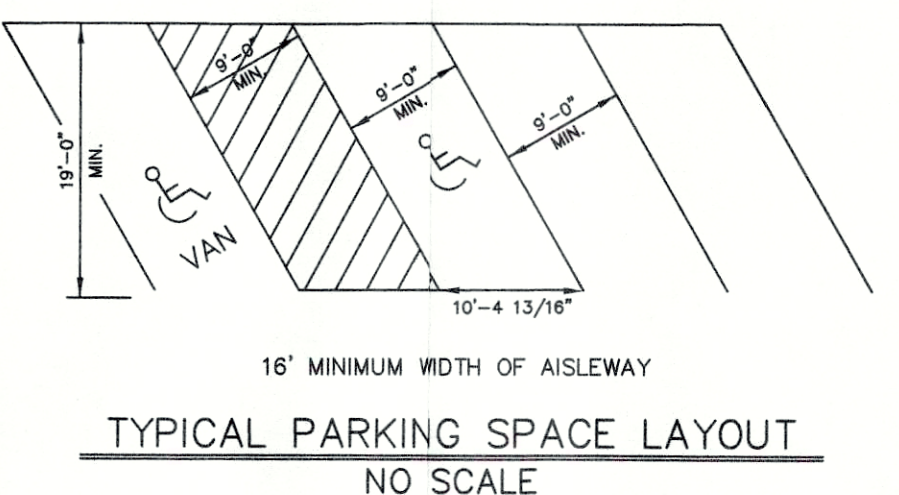 9'-0"
MIN.
9'-0"
MIN.
9'-0"
MIN.
19'-0"
MIN.
VAN
10'-4 13/16"
16' MINIMUM WIDTH OF AISLEWAY
TYPICAL PARKING SPACE LAYOUT
NO SCALE